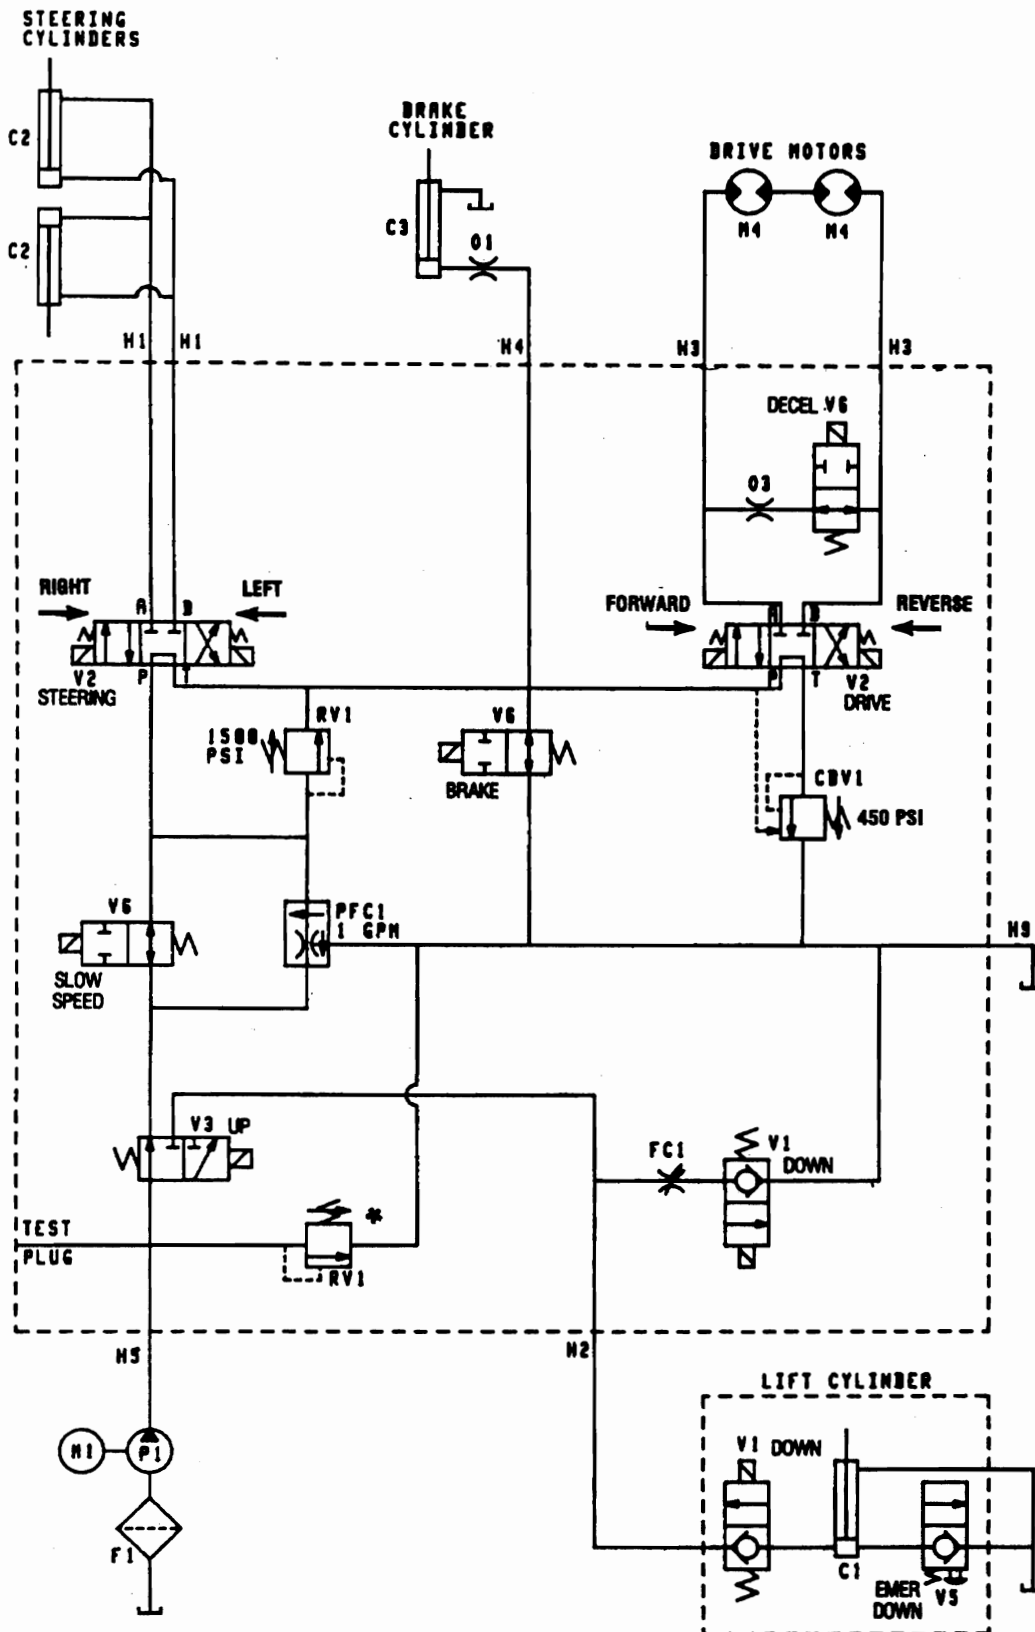 STEERING
CYLINDERS
C2
C2
BRAKE
CYLINDER
C3
O1
DRIVE MOTORS
M4
M4
H1
H1
H4
H3
H3
DECEL V6
O3
RIGHT
A
B
LEFT
FORWARD
A
B
REVERSE
V2
P
T
STEERING
P
T
V2
DRIVE
1500
PSI
RV1
V6
BRAKE
CBV1
450 PSI
V6
SLOW
SPEED
PFC1
1 GPM
H9
V3 UP
FC1
V1
DOWN
TEST
PLUG
*
RV1
H5
H2
LIFT CYLINDER
M1
P1
V1 DOWN
F1
C1
EMER
DOWN
V5